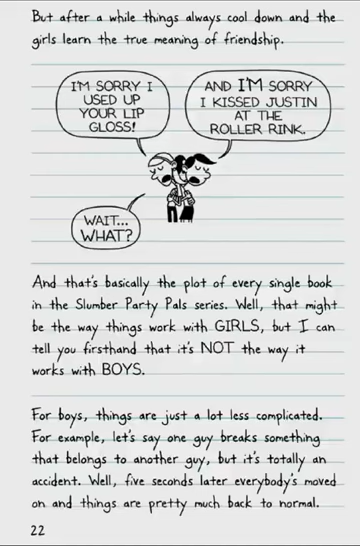 But after a while things always cool down and the
girls learn the true meaning of friendship.
I'M SORRY I
USED UP
YOUR LIP
GLOSS!
AND I'M SORRY
I KISSED JUSTIN
AT THE
ROLLER RINK.
WAIT...
WHAT?
And that's basically the plot of every single book
in the Slumber Party Pals series. Well, that might
be the way things work with GIRLS, but I can
tell you firsthand that it's NOT the way it
works with BOYS.
For boys, things are just a lot less complicated.
For example, let's say one guy breaks something
that belongs to another guy, but it's totally an
accident. Well, five seconds later everybody's moved
on and things are pretty much back to normal.
22